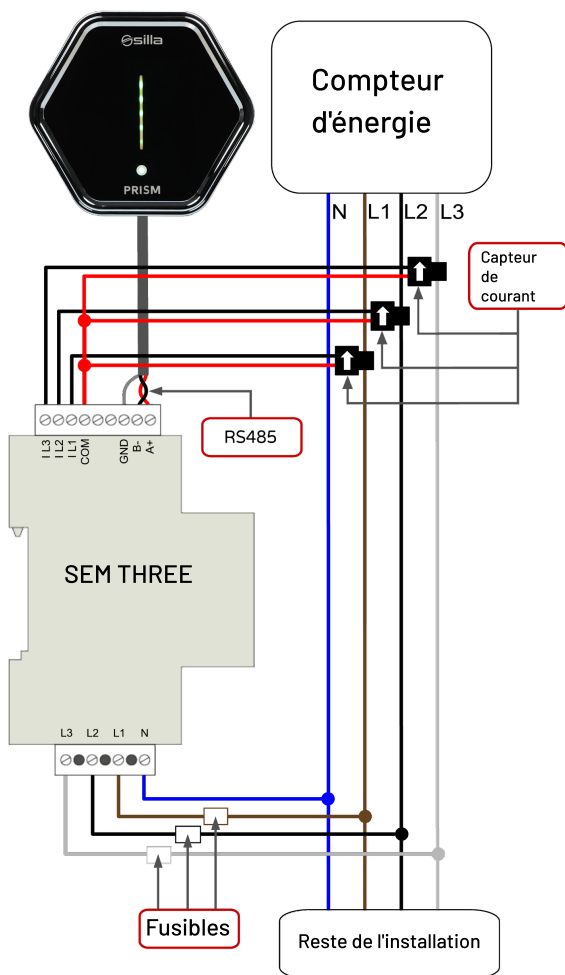 silla
PRISM
Compteur
d'énergie
N
L1
L2
L3
Capteur
de
courant
RS485
I L3
I L2
I L1
COM
GND
B-
A+
SEM THREE
L3
L2
L1
N
Fusibles
Reste de l'installation